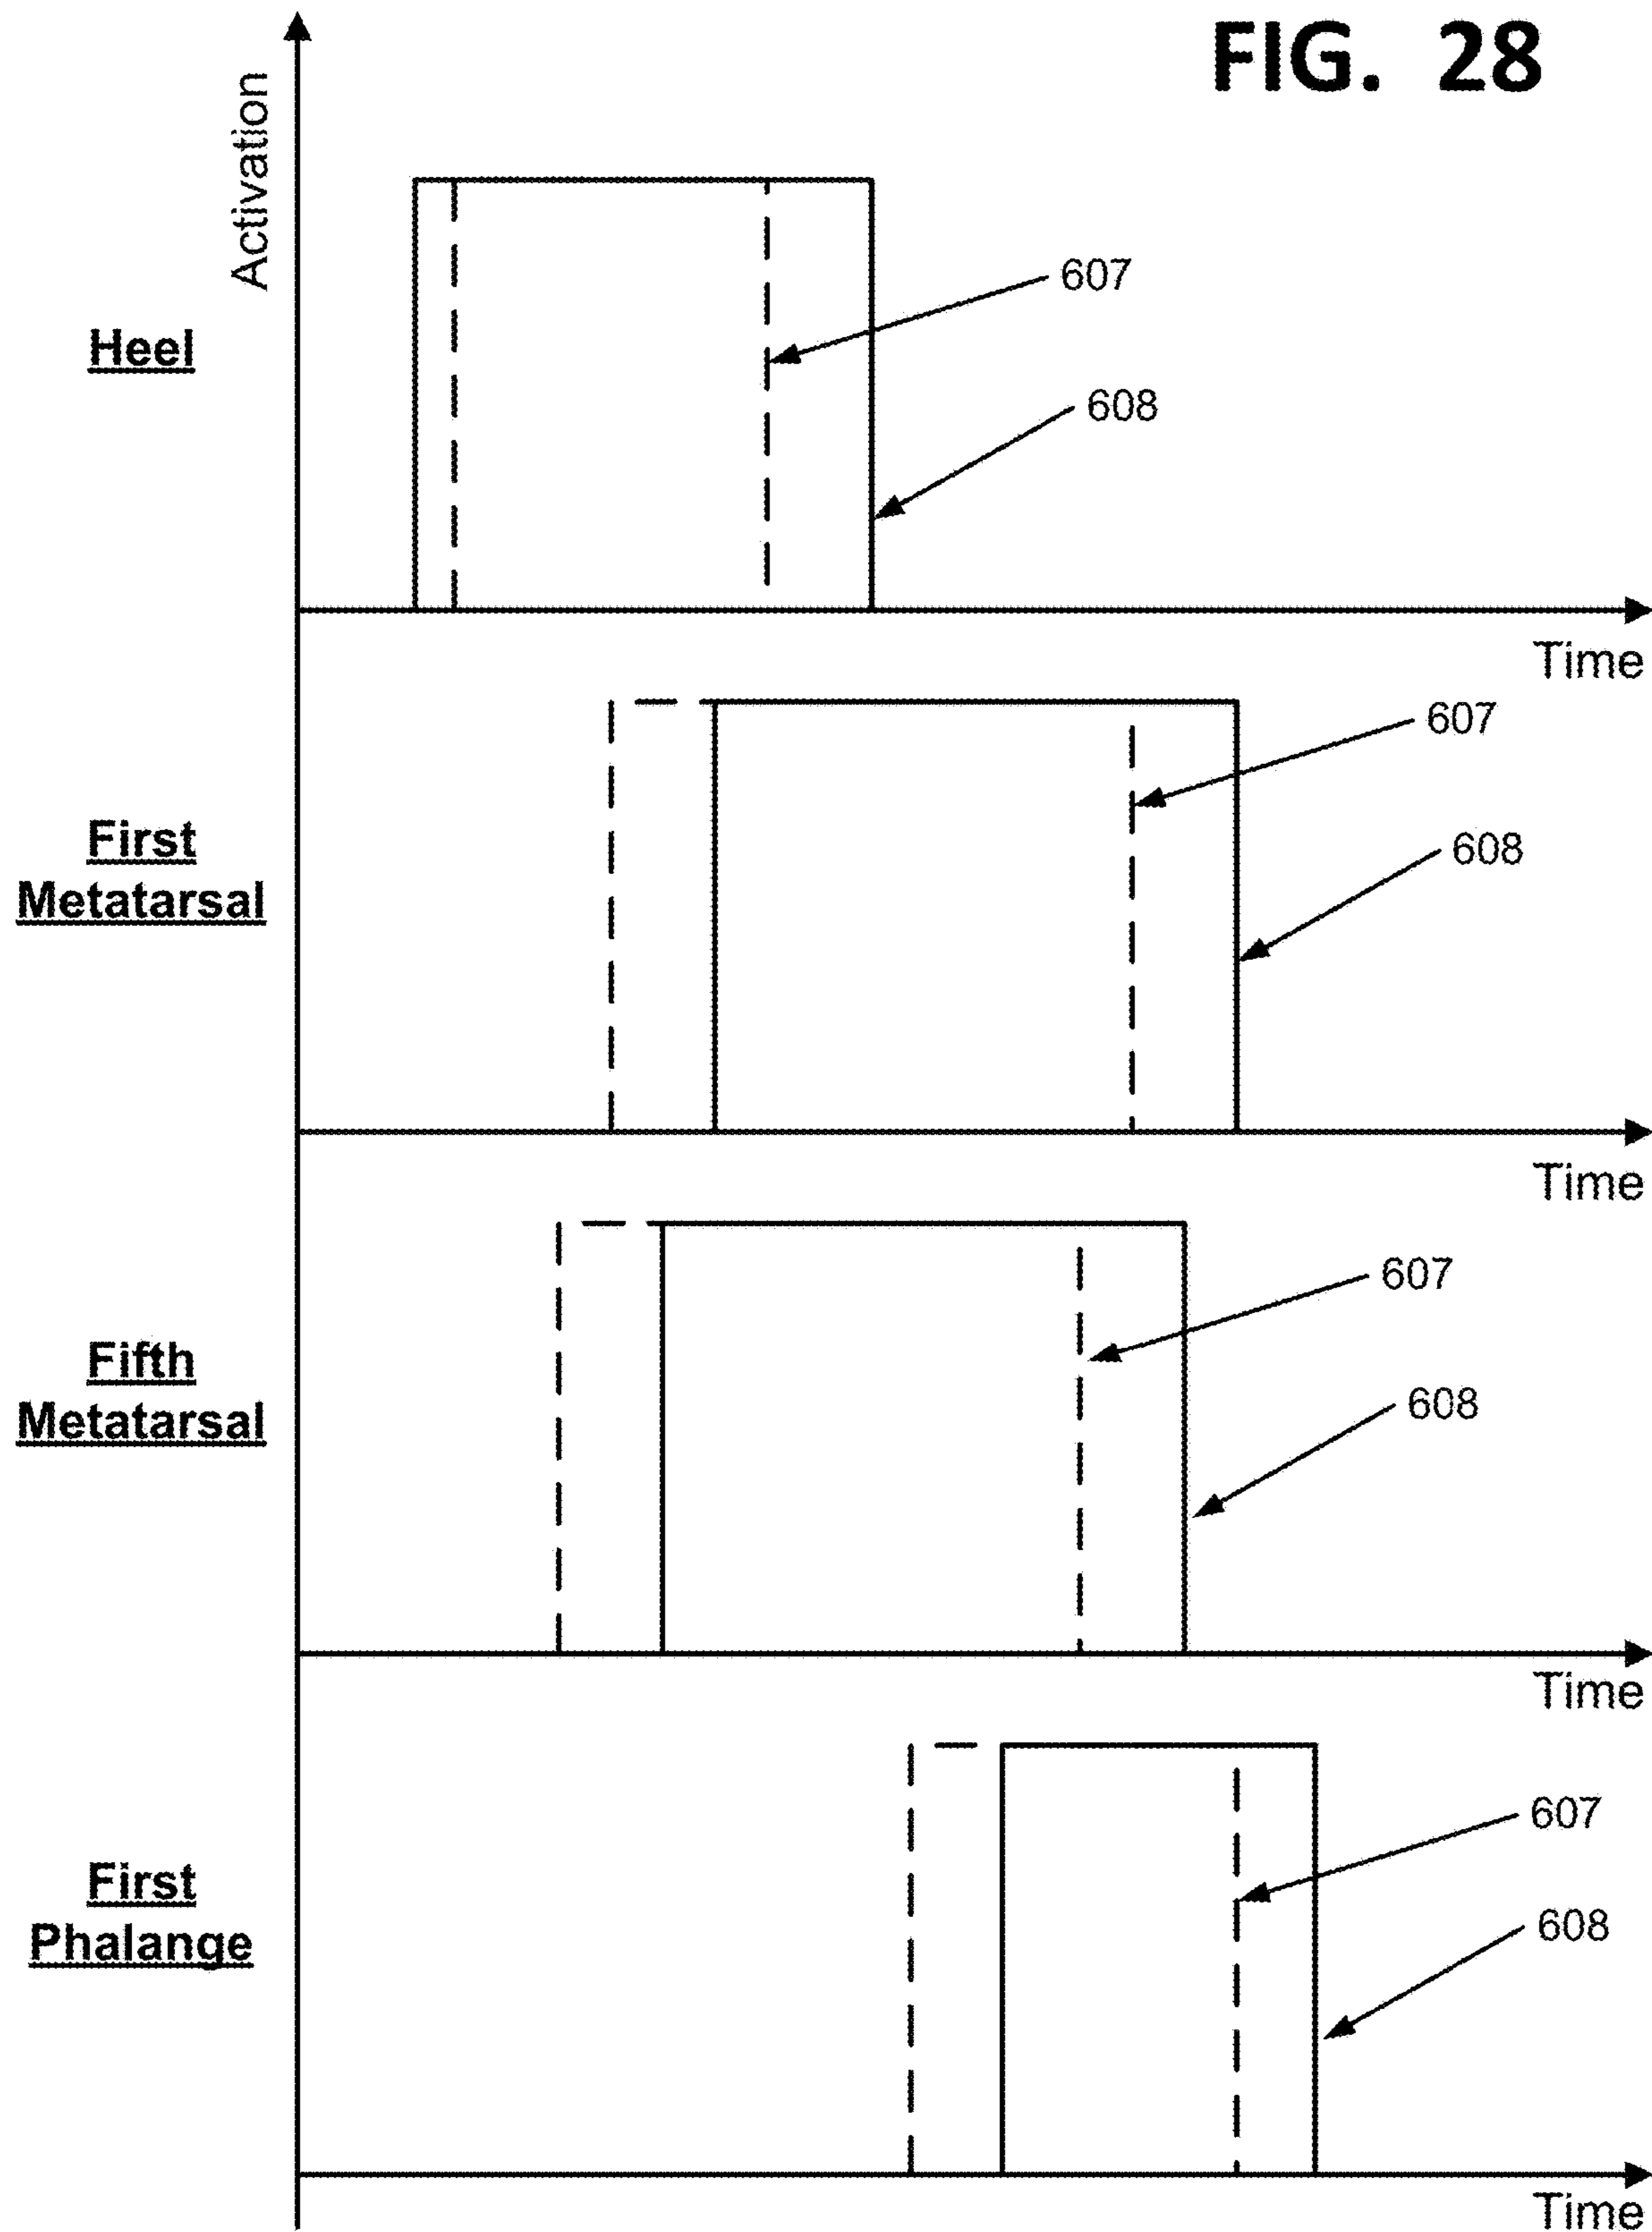 FIG. 28
Activation
Heel
607
608
Time
First
Metatarsal
607
608
Time
Fifth
Metatarsal
607
608
Time
First
Phalange
607
608
Time